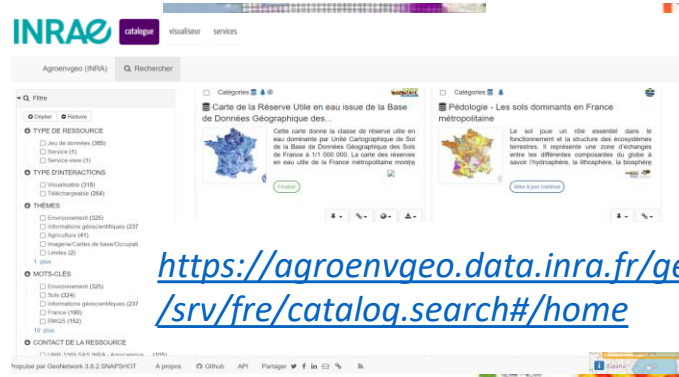 INRAE
catalogue visualiseur services
Agroenvgeo (INRA) Rechercher
Filtre
Déplier Réduire
TYPE DE RESSOURCE
Jeu de données (385)
Service (1)
Service-view (1)
TYPE D'INTERACTIONS
Visualisable (318)
Téléchargeable (264)
THÈMES
Environnement (325)
Informations géoscientifiques (237
Agriculture (41)
Imagerie/Cartes de base/Occupati
Limites (2)
1 plus
MOTS-CLÉS
Environnement (325)
Sols (324)
Informations géoscientifiques (237
France (190)
RMQS (152)
10 plus
CONTACT DE LA RESSOURCE
Catégories
Carte de la Réserve Utile en eau issue de la Base
de Données Géographique des...
Cette carte donne la classe de réserve utile en
eau dominante par Unité Cartographique de Sol
de la Base de Données Géographique des Sols
de France à 1/1 000 000. La carte des réserves
en eau utile de la France métropolitaine montre
Finalisé
Catégories
Pédologie - Les sols dominants en France
métropolitaine
Le sol joue un rôle essentiel dans le
fonctionnement et la structure des écosystèmes
terrestres. Il représente une zone d'échanges
entre les différentes composantes du globe à
savoir l'hydrosphère, la lithosphère, la biosphère
Mise à jour continue
https://agroenvgeo.data.inra.fr/ge
/srv/fre/catalog.search#/home
Propulsé par GeoNetwork 3.8.2.SNAPSHOT A propos Github API Partager